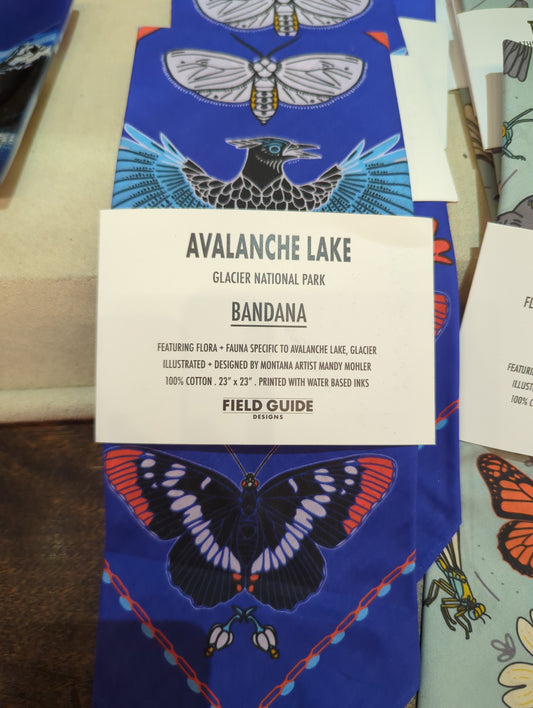 AVALANCHE LAKE
GLACIER NATIONAL PARK
BANDANA
FEATURING FLORA + FAUNA SPECIFIC TO AVALANCHE LAKE, GLACIER
ILLUSTRATED + DESIGNED BY MONTANA ARTIST MANDY MOHLER
100% COTTON . 23" x 23" . PRINTED WITH WATER BASED INKS
FIELD GUIDE
DESIGNS
100% C